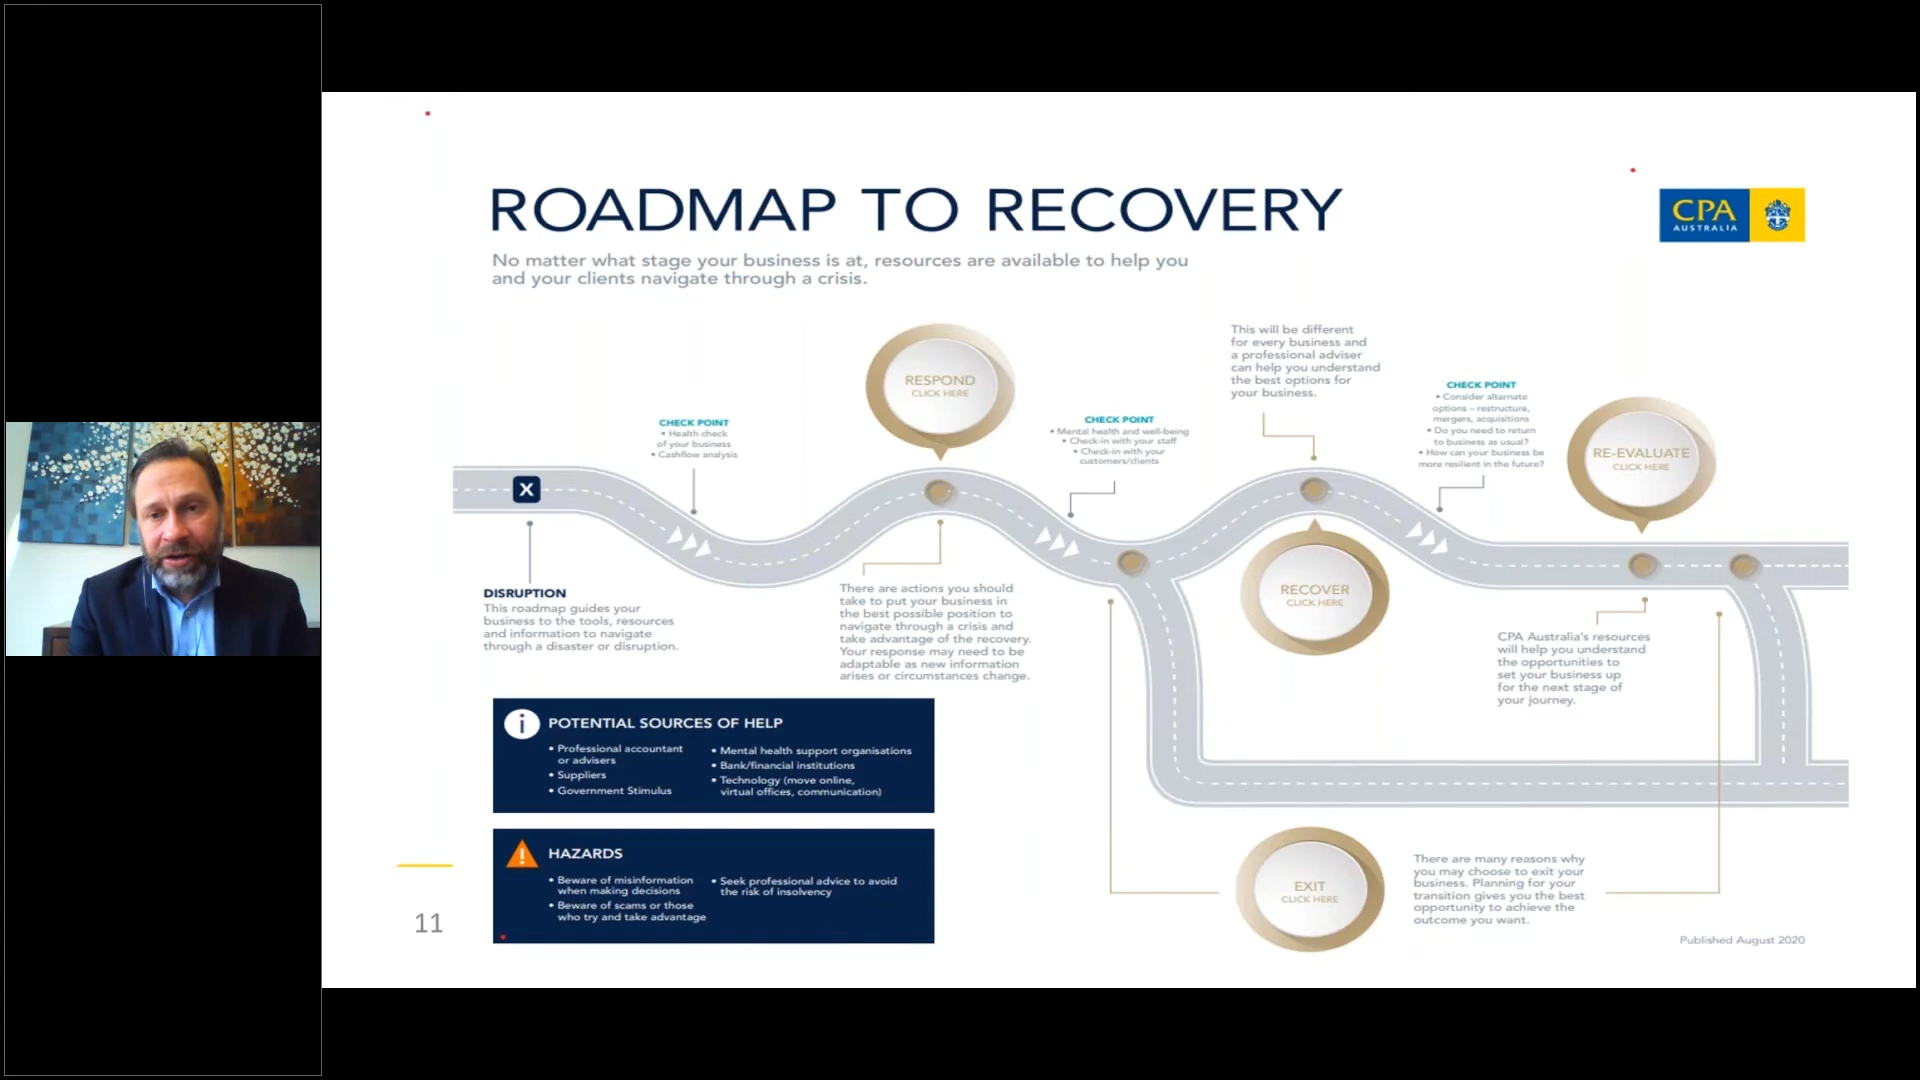 ROADMAP TO RECOVERY
No matter what stage your business is at, resources are available to help you
and your clients navigate through a crisis.
CPA
AUSTRALIA
RESPOND
CLICK HERE
This will be different
for every business and
a professional adviser
can help you understand
the best options for
your business.
CHECK POINT
• Health check
of your business
• Cashflow analysis
CHECK POINT
• Mental health and well-being
• Check-in with your staff
• Check-in with your
customers/clients
CHECK POINT
• Consider alternate
options – restructure,
mergers, acquisitions
• Do you need to return
to business as usual?
• How can your business be
more resilient in the future?
RE-EVALUATE
CLICK HERE
X
DISRUPTION
This roadmap guides your
business to the tools, resources
and information to navigate
through a disaster or disruption.
There are actions you should
take to put your business in
the best possible position to
navigate through a crisis and
take advantage of the recovery.
Your response may need to be
adaptable as new information
arises or circumstances change.
RECOVER
CLICK HERE
CPA Australia's resources
will help you understand
the opportunities to
set your business up
for the next stage of
your journey.
i
POTENTIAL SOURCES OF HELP
• Professional accountant
or advisers
• Suppliers
• Government Stimulus
• Mental health support organisations
• Bank/financial institutions
• Technology (move online,
virtual offices, communication)
!
HAZARDS
• Beware of misinformation
when making decisions
• Beware of scams or those
who try and take advantage
• Seek professional advice to avoid
the risk of insolvency
EXIT
CLICK HERE
There are many reasons why
you may choose to exit your
business. Planning for your
transition gives you the best
opportunity to achieve the
outcome you want.
11
Published August 2020